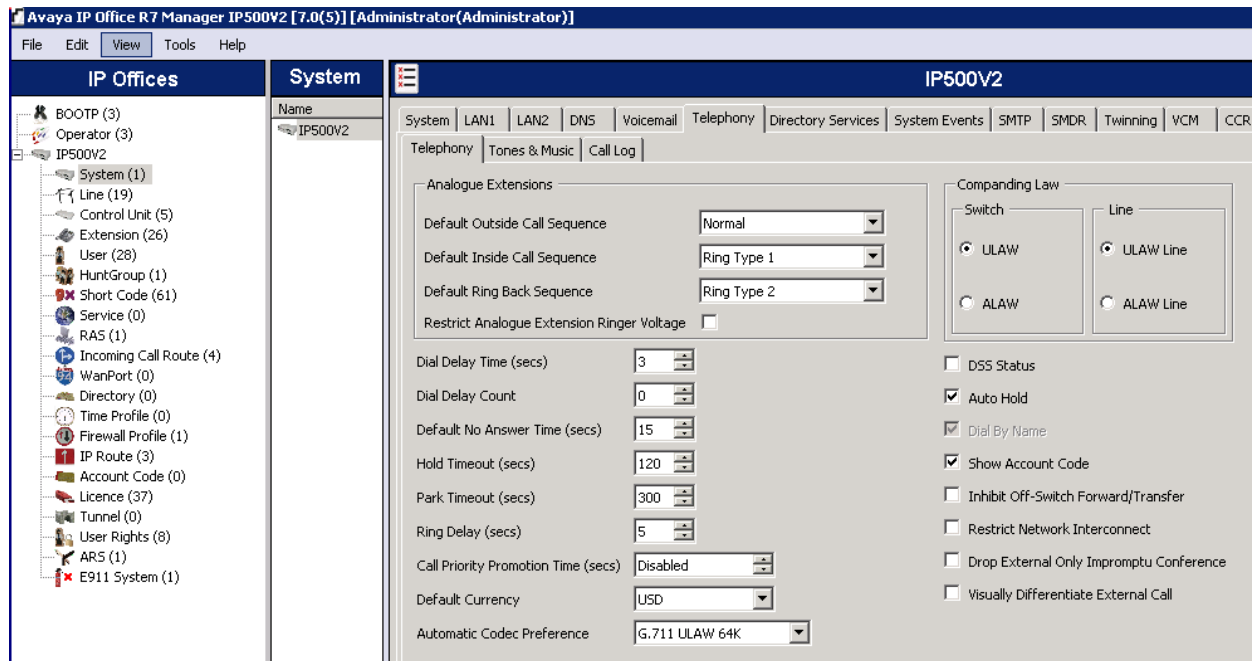 Avaya IP Office R7 Manager IP500V2 [7.0(5)] [Administrator(Administrator)]
File Edit View Tools Help
IP Offices
BOOTP (3)
Operator (3)
IP500V2
System (1)
Line (19)
Control Unit (5)
Extension (26)
User (28)
HuntGroup (1)
Short Code (61)
Service (0)
RAS (1)
Incoming Call Route (4)
WanPort (0)
Directory (0)
Time Profile (0)
Firewall Profile (1)
IP Route (3)
Account Code (0)
Licence (37)
Tunnel (0)
User Rights (8)
ARS (1)
E911 System (1)
System
Name
IP500V2
IP500V2
System LAN1 LAN2 DNS Voicemail Telephony Directory Services System Events SMTP SMDR Twinning VCM CCR
Telephony Tones & Music Call Log
Analogue Extensions
Default Outside Call Sequence Normal
Default Inside Call Sequence Ring Type 1
Default Ring Back Sequence Ring Type 2
Restrict Analogue Extension Ringer Voltage
Companding Law
Switch Line
ULAW ULAW Line
ALAW ALAW Line
Dial Delay Time (secs) 3
Dial Delay Count 0
Default No Answer Time (secs) 15
Hold Timeout (secs) 120
Park Timeout (secs) 300
Ring Delay (secs) 5
Call Priority Promotion Time (secs) Disabled
Default Currency USD
Automatic Codec Preference G.711 ULAW 64K
DSS Status
Auto Hold
Dial By Name
Show Account Code
Inhibit Off-Switch Forward/Transfer
Restrict Network Interconnect
Drop External Only Impromptu Conference
Visually Differentiate External Call